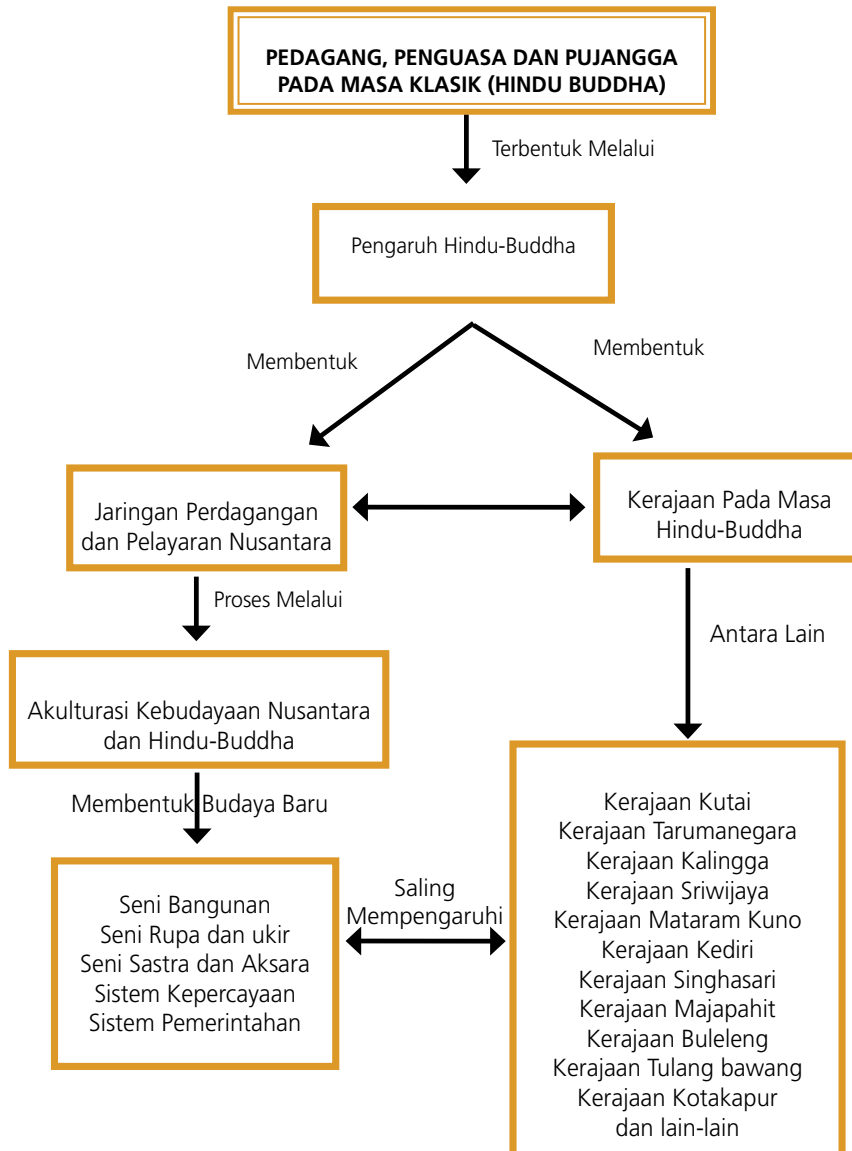 PEDAGANG, PENGUASA DAN PUJANGGA
PADA MASA KLASIK (HINDU BUDDHA)
Terbentuk Melalui
Pengaruh Hindu-Buddha
Membentuk
Membentuk
Jaringan Perdagangan
dan Pelayaran Nusantara
Kerajaan Pada Masa
Hindu-Buddha
Proses Melalui
Antara Lain
Akulturasi Kebudayaan Nusantara
dan Hindu-Buddha
Membentuk Budaya Baru
Seni Bangunan
Seni Rupa dan ukir
Seni Sastra dan Aksara
Sistem Kepercayaan
Sistem Pemerintahan
Saling
Mempengaruhi
Kerajaan Kutai
Kerajaan Tarumanegara
Kerajaan Kalingga
Kerajaan Sriwijaya
Kerajaan Mataram Kuno
Kerajaan Kediri
Kerajaan Singhasari
Kerajaan Majapahit
Kerajaan Buleleng
Kerajaan Tulang bawang
Kerajaan Kotakapur
dan lain-lain